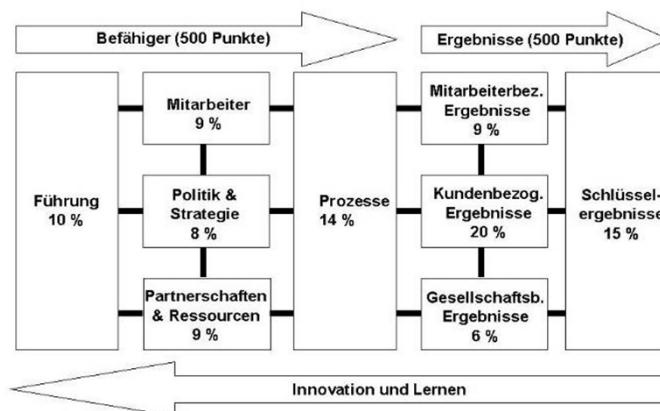 Befähiger (500 Punkte)
Ergebnisse (500 Punkte)
Führung
10 %
Mitarbeiter
9 %
Politik &
Strategie
8 %
Partnerschaften
& Ressourcen
9 %
Prozesse
14 %
Mitarbeiterbez.
Ergebnisse
9 %
Kundenbezog.
Ergebnisse
20 %
Gesellschaftsb.
Ergebnisse
6 %
Schlüssel-
ergebnisse
15 %
Innovation und Lernen